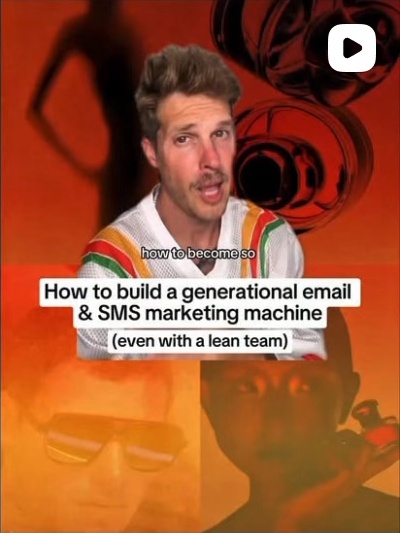 how to become so
How to build a generational email
& SMS marketing machine
(even with a lean team)